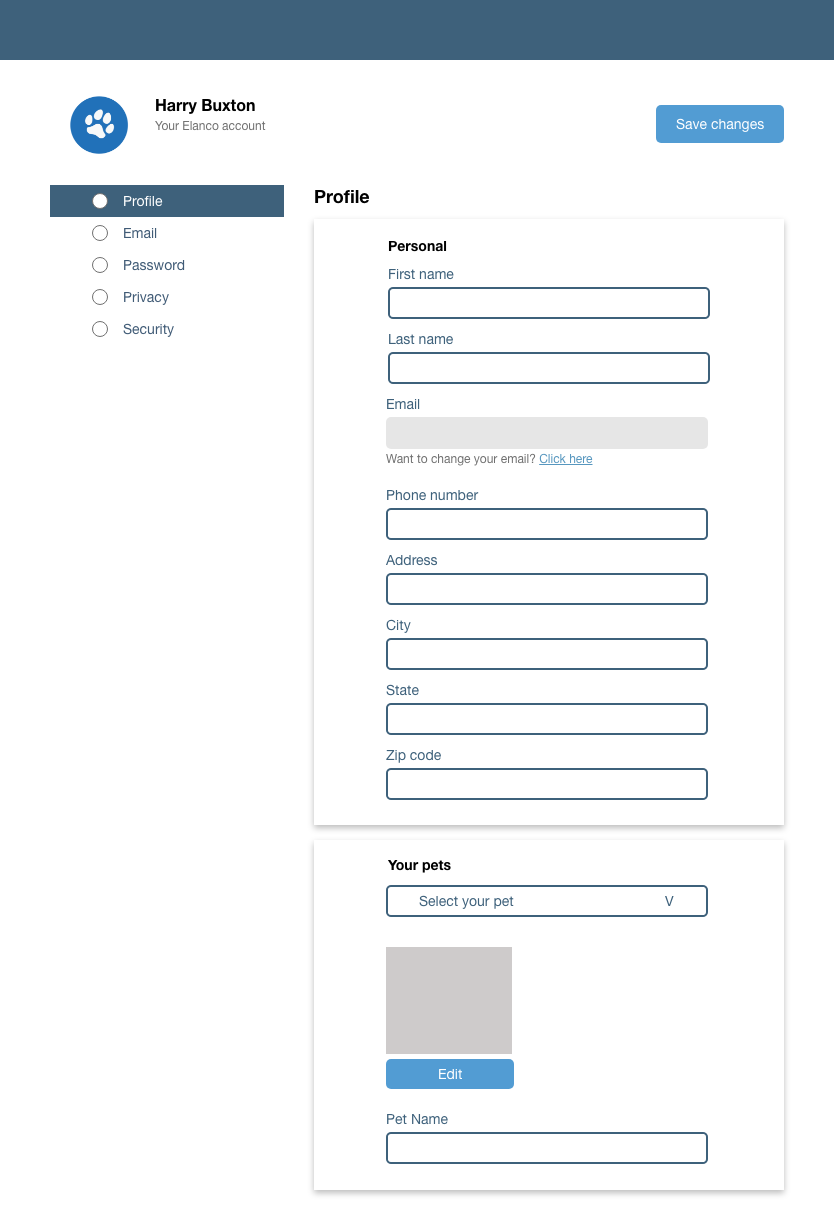 Harry Buxton
Your Elanco account
Save changes
Profile
Email
Password
Privacy
Security
Profile
Personal
First name
Last name
Email
Want to change your email? Click here
Phone number
Address
City
State
Zip code
Your pets
Select your pet V
Edit
Pet Name